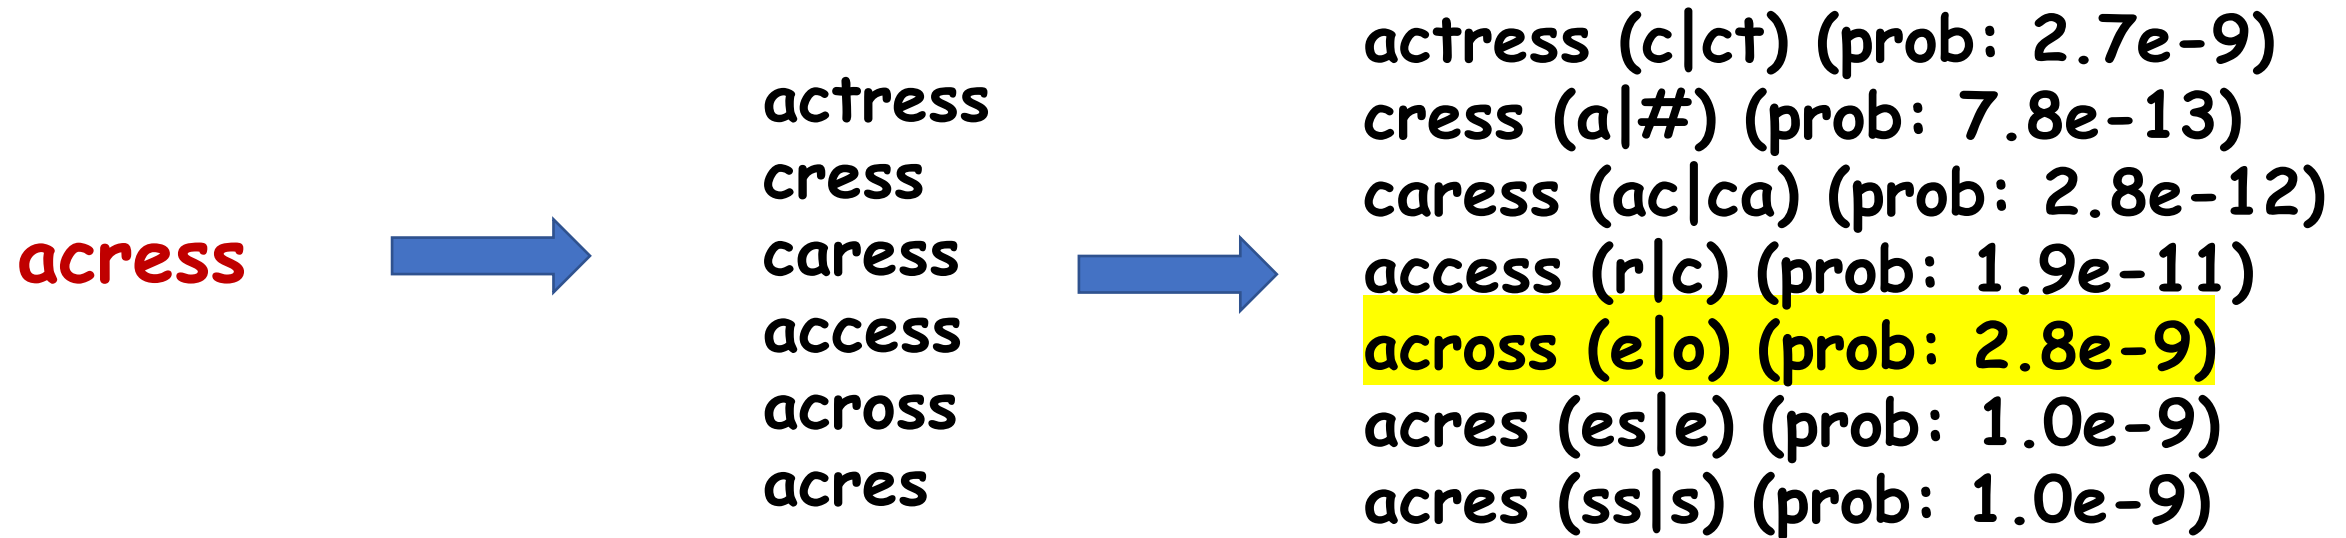 acress
actress
cress
caress
access
across
acres
actress (c|ct) (prob: 2.7e-9)
cress (a|#) (prob: 7.8e-13)
caress (ac|ca) (prob: 2.8e-12)
access (r|c) (prob: 1.9e-11)
across (e|o) (prob: 2.8e-9)
acres (es|e) (prob: 1.0e-9)
acres (ss|s) (prob: 1.0e-9)